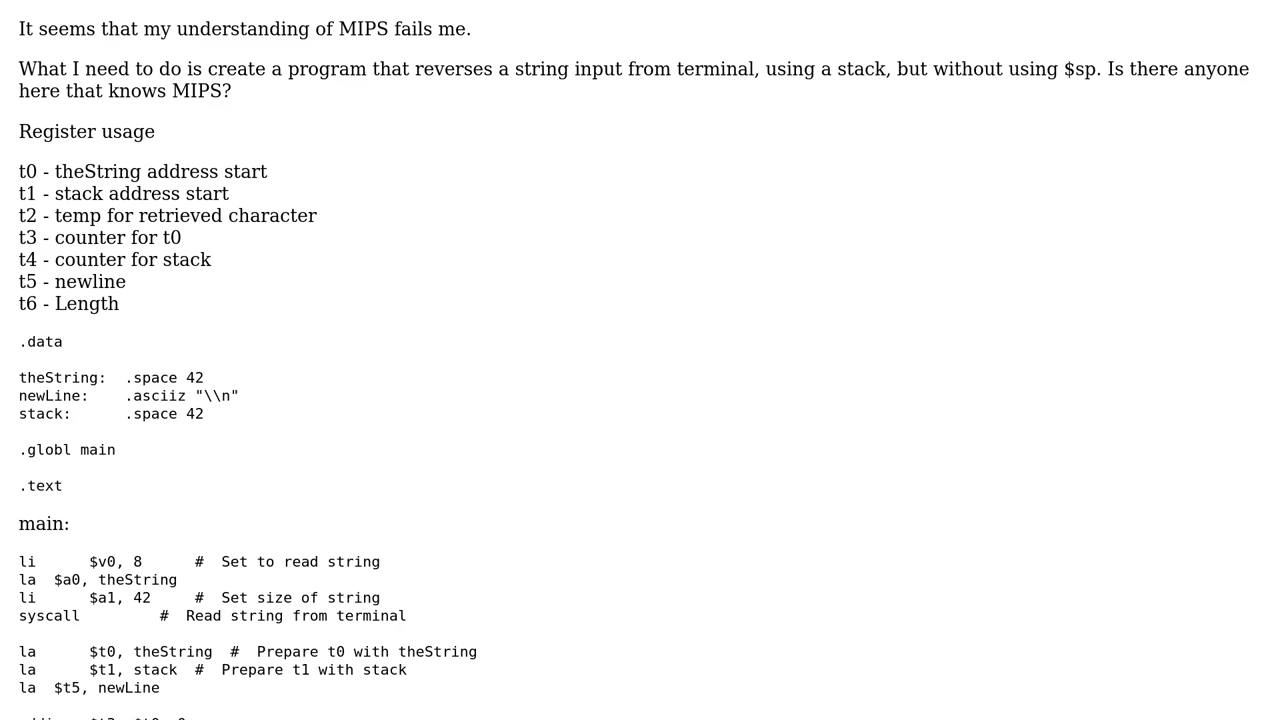 It seems that my understanding of MIPS fails me.
What I need to do is create a program that reverses a string input from terminal, using a stack, but without using $sp. Is there anyone
here that knows MIPS?
Register usage
t0 - theString address start
t1 - stack address start
t2 - temp for retrieved character
t3 - counter for t0
t4 - counter for stack
t5 - newline
t6 - Length
.data
theString:  .space 42
newLine:    .asciiz "\\n"
stack:      .space 42
.globl main
.text
main:
li      $v0, 8      #  Set to read string
la  $a0, theString
li      $a1, 42     #  Set size of string
syscall         #  Read string from terminal
la      $t0, theString  #  Prepare t0 with theString
la      $t1, stack  #  Prepare t1 with stack
la  $t5, newLine